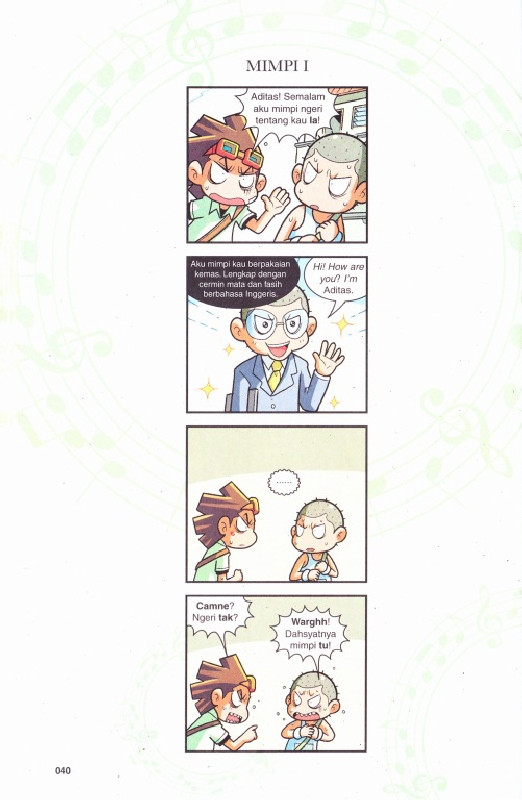 MIMPI I
Aditas! Semalam
aku mimpi ngeri
tentang kau la!
Aku mimpi kau berpakaian
kemas. Lengkap dengan
cermin mata dan fasih
berbahasa Inggeris.
Hi! How are
you? I'm
Aditas.
......
Camne?
Ngeri tak?
Warghh!
Dahsyatnya
mimpi tu!
040